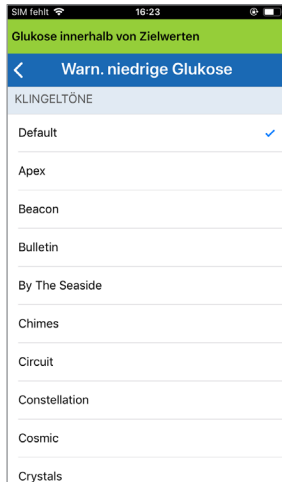 SIM fehlt 16:23
Glukose innerhalb von Zielwerten
Warn. niedrige Glukose
KLINGELTÖNE
Default
Apex
Beacon
Bulletin
By The Seaside
Chimes
Circuit
Constellation
Cosmic
Crystals